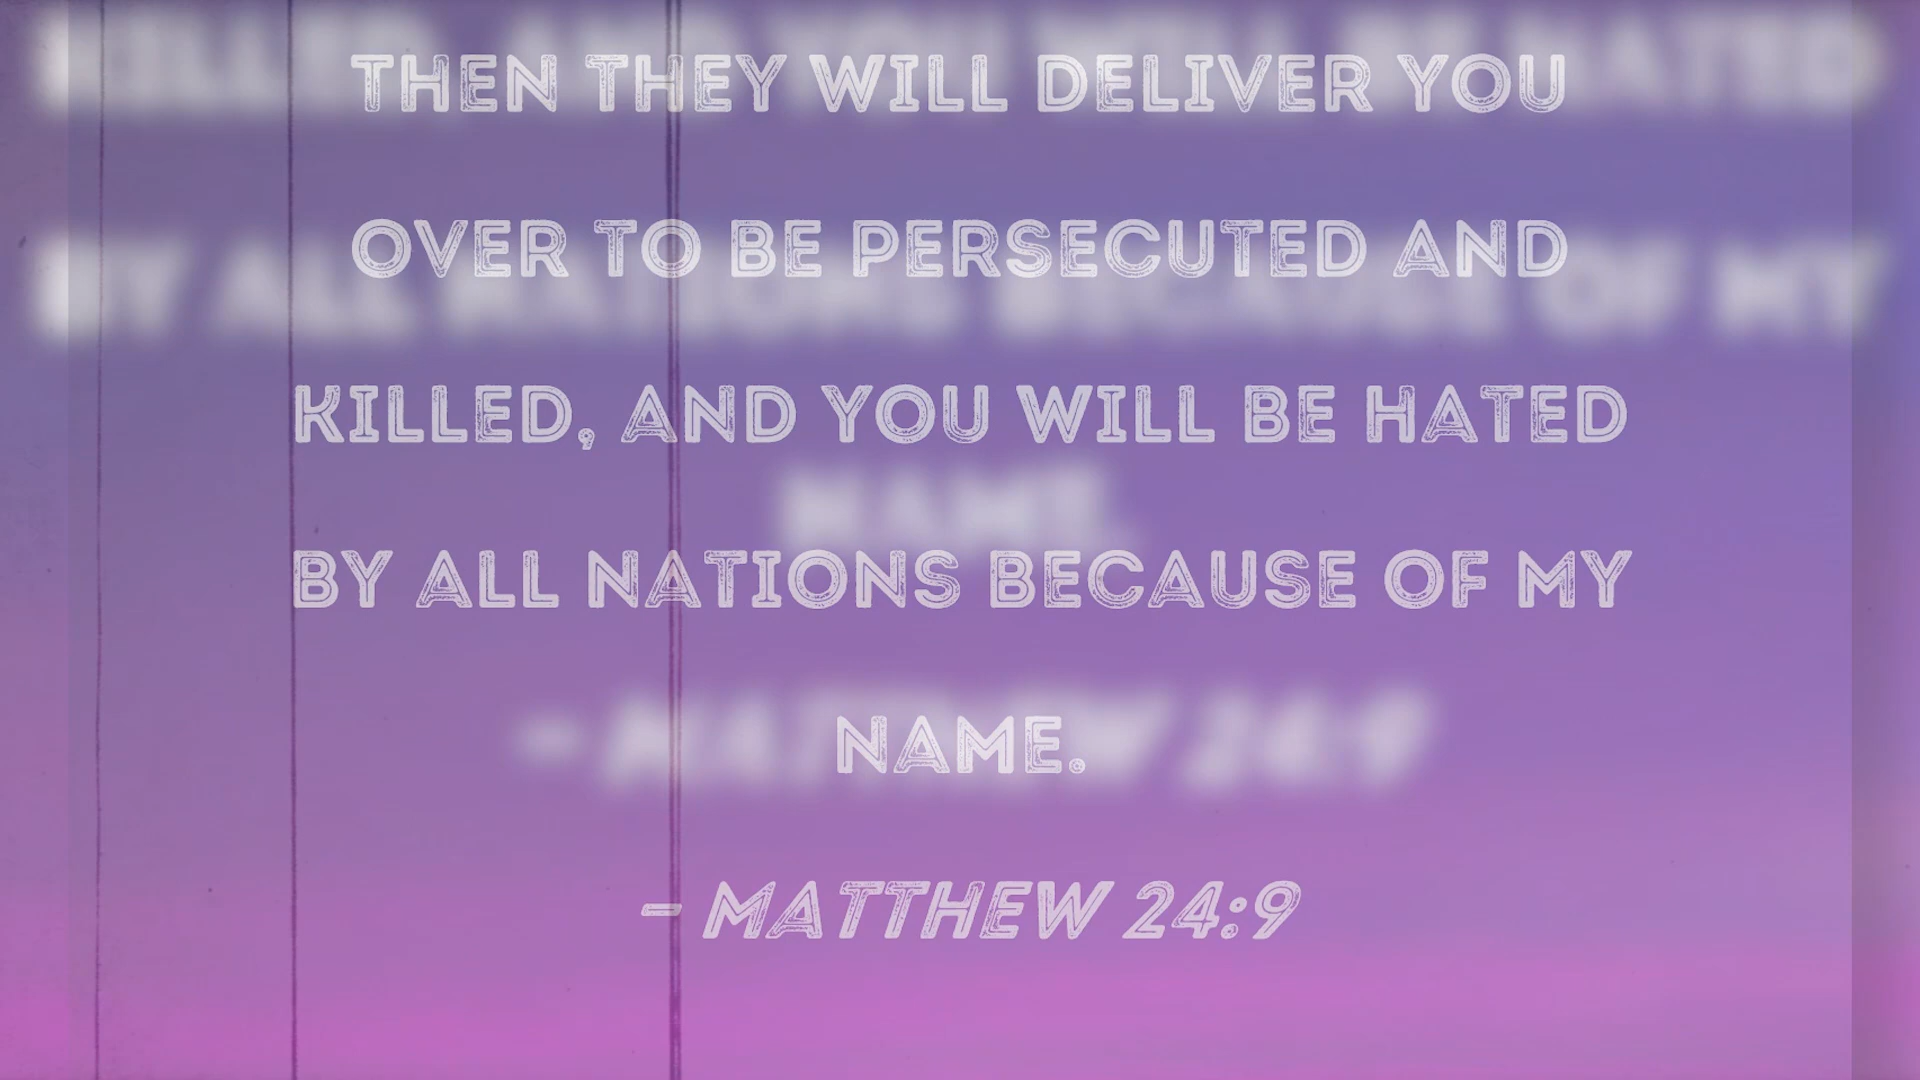 THEN THEY WILL DELIVER YOU
OVER TO BE PERSECUTED AND
KILLED, AND YOU WILL BE HATED
BY ALL NATIONS BECAUSE OF MY
NAME.
– MATTHEW 24:9